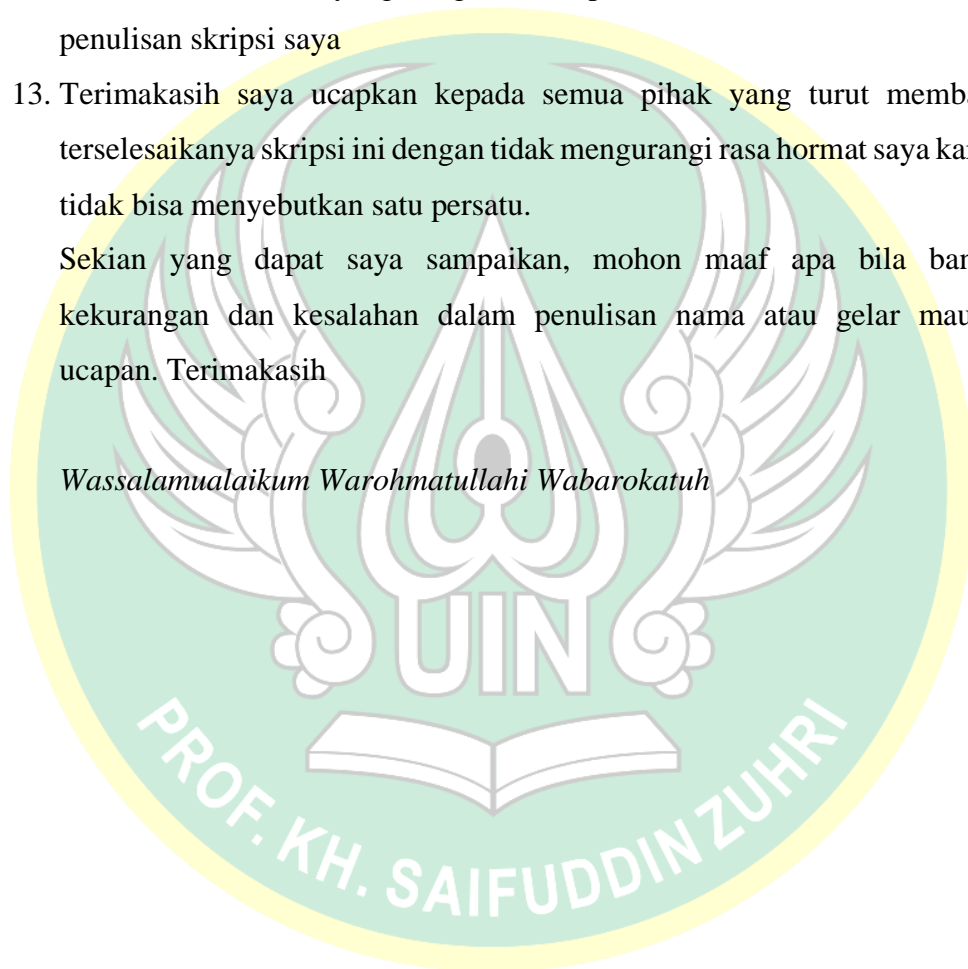 penulisan skripsi saya
13. Terimakasih saya ucapkan kepada semua pihak yang turut memba
terselesaikanya skripsi ini dengan tidak mengurangi rasa hormat saya ka
tidak bisa menyebutkan satu persatu.
Sekian yang dapat saya sampaikan, mohon maaf apa bila ban
kekurangan dan kesalahan dalam penulisan nama atau gelar mau
ucapan. Terimakasih
Wassalamualaikum Warohmatullahi Wabarokatuh
UIN
PROF. KH. SAIFUDDIN ZUHRI